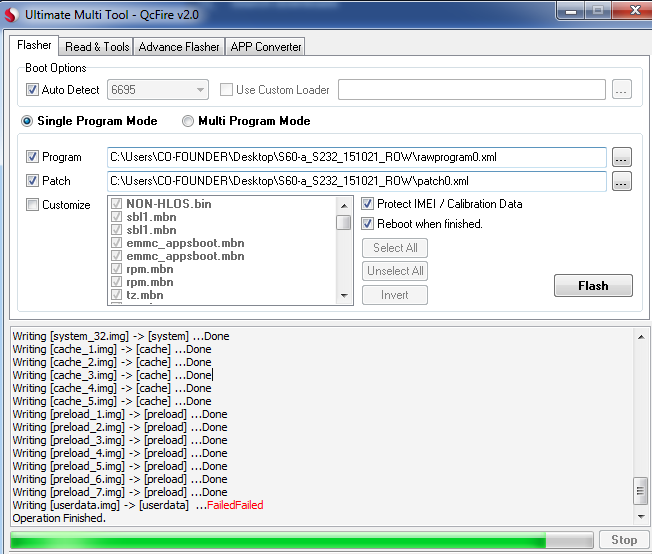 Ultimate Multi Tool - QcFire v2.0
Flasher Read & Tools Advance Flasher APP Converter
Boot Options
Auto Detect 6695 Use Custom Loader ...
Single Program Mode Multi Program Mode
Program C:\Users\CO-FOUNDER\Desktop\S60-a_S232_151021_ROW\rawprogram0.xml ...
Patch C:\Users\CO-FOUNDER\Desktop\S60-a_S232_151021_ROW\patch0.xml ...
Customize
NON-HLOS.bin
sbl1.mbn
sbl1.mbn
emmc_appsboot.mbn
emmc_appsboot.mbn
rpm.mbn
rpm.mbn
tz.mbn
Protect IMEI / Calibration Data
Reboot when finished.
Select All
Unselect All
Invert
Flash
Writing [system_32.img] -> [system] ...Done
Writing [cache_1.img] -> [cache] ...Done
Writing [cache_2.img] -> [cache] ...Done
Writing [cache_3.img] -> [cache] ...Done
Writing [cache_4.img] -> [cache] ...Done
Writing [cache_5.img] -> [cache] ...Done
Writing [preload_1.img] -> [preload] ...Done
Writing [preload_2.img] -> [preload] ...Done
Writing [preload_3.img] -> [preload] ...Done
Writing [preload_4.img] -> [preload] ...Done
Writing [preload_5.img] -> [preload] ...Done
Writing [preload_6.img] -> [preload] ...Done
Writing [preload_7.img] -> [preload] ...Done
Writing [userdata.img] -> [userdata] ...FailedFailed
Operation Finished.
Stop